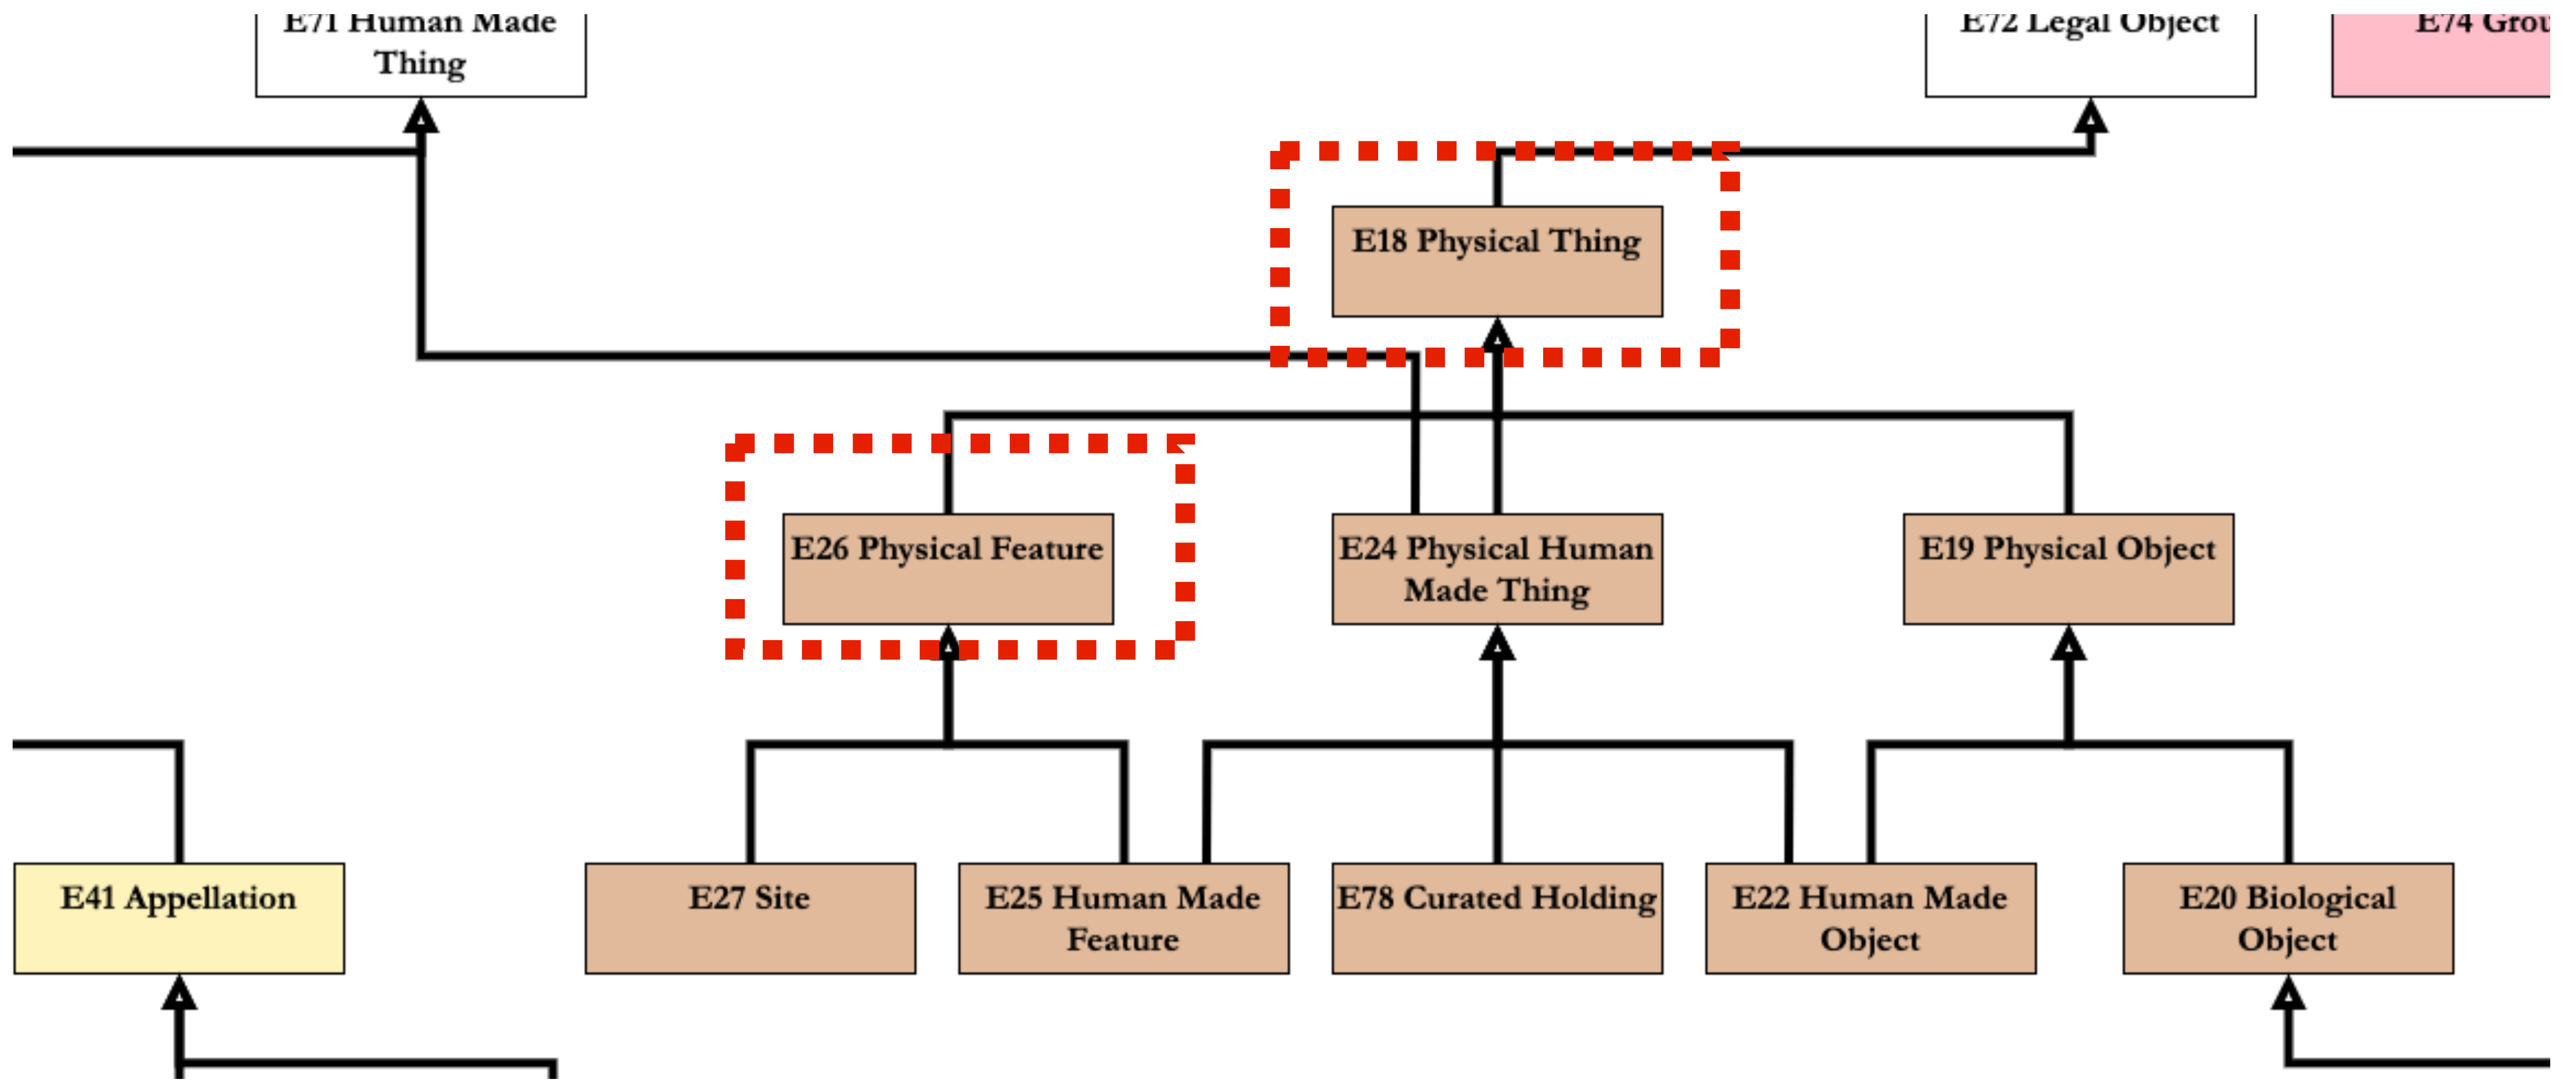 E71 Human Made
Thing
E72 Legal Object
E74
E18 Physical Thing
E26 Physical Feature
E24 Physical Human
Made Thing
E19 Physical Object
E41 Appellation
E27 Site
E25 Human Made
Feature
E78 Curated Holding
E22 Human Made
Object
E20 Biological
Object